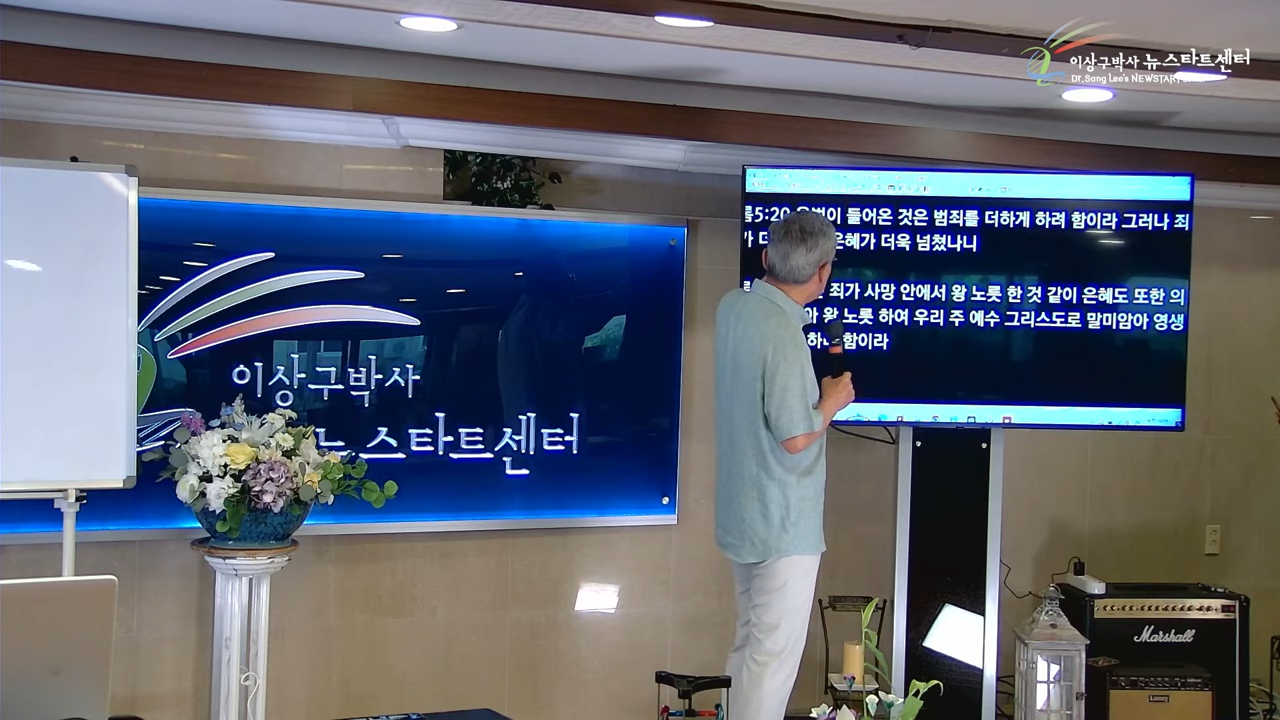 이상구박사 뉴스타트센터
Dr.Sang Lee's NEWSTART
5:20 이 들어온 것은 범죄를 더하게 하려 함이라 그러나 죄
가 더 은혜가 더욱 넘쳤나니
죄가 사망 안에서 왕 노릇 한 것 같이 은혜도 또한 의
왕 노릇 하여 우리 주 예수 그리스도로 말미암아 영생
함이라
이상구박사
뉴스타트센터
Marshall
Laney